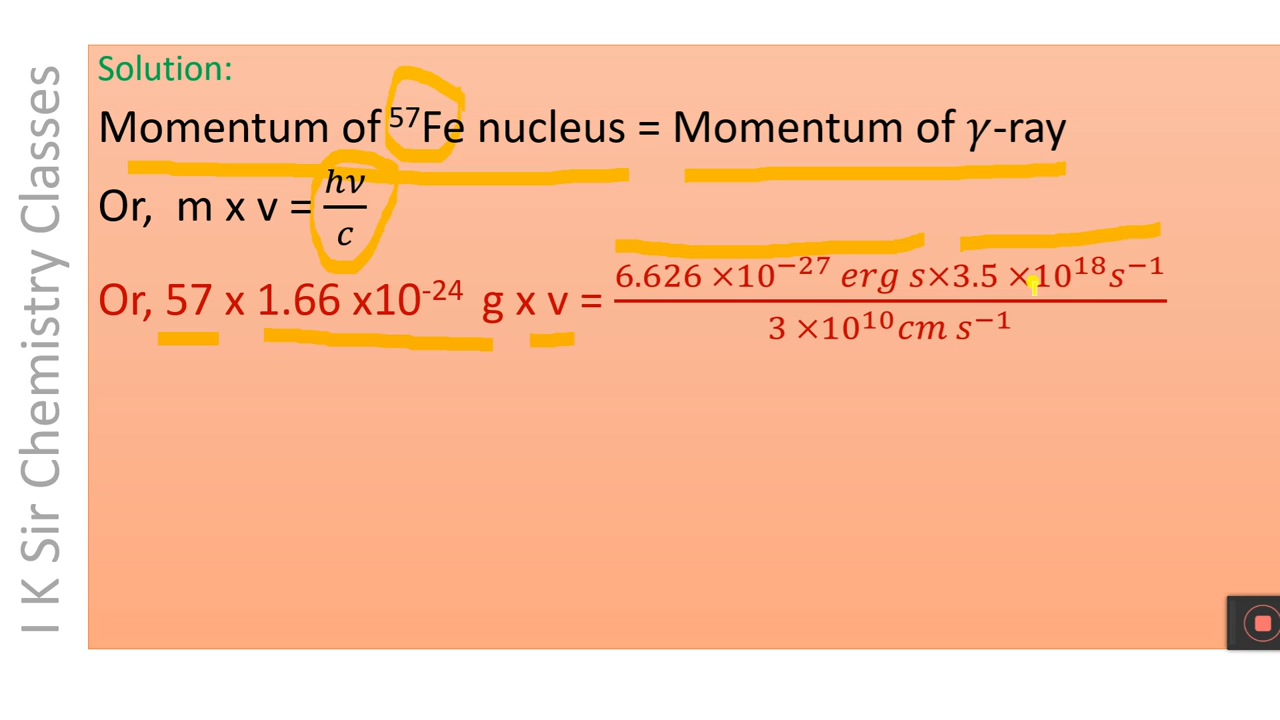 I K Sir Chemistry Classes
Solution:
Momentum of ⁵⁷Fe nucleus = Momentum of γ-ray
Or, m x v = hν/c
Or, 57 x 1.66 x10⁻²⁴ g x v = 6.626 ×10⁻²⁷ erg s×3.5 ×10¹⁸s⁻¹ / 3 ×10¹⁰cm s⁻¹